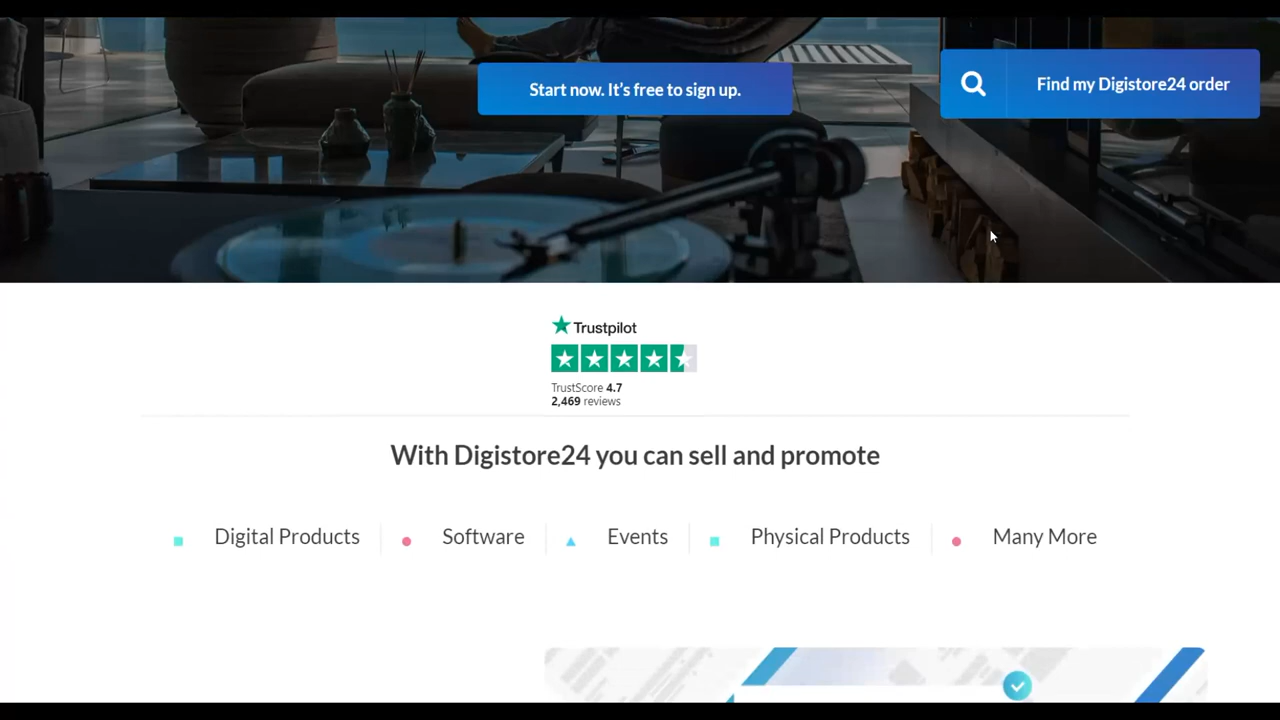 Start now. It's free to sign up.
Find my Digistore24 order
Trustpilot
TrustScore 4.7
2,469 reviews
With Digistore24 you can sell and promote
Digital Products
Software
Events
Physical Products
Many More